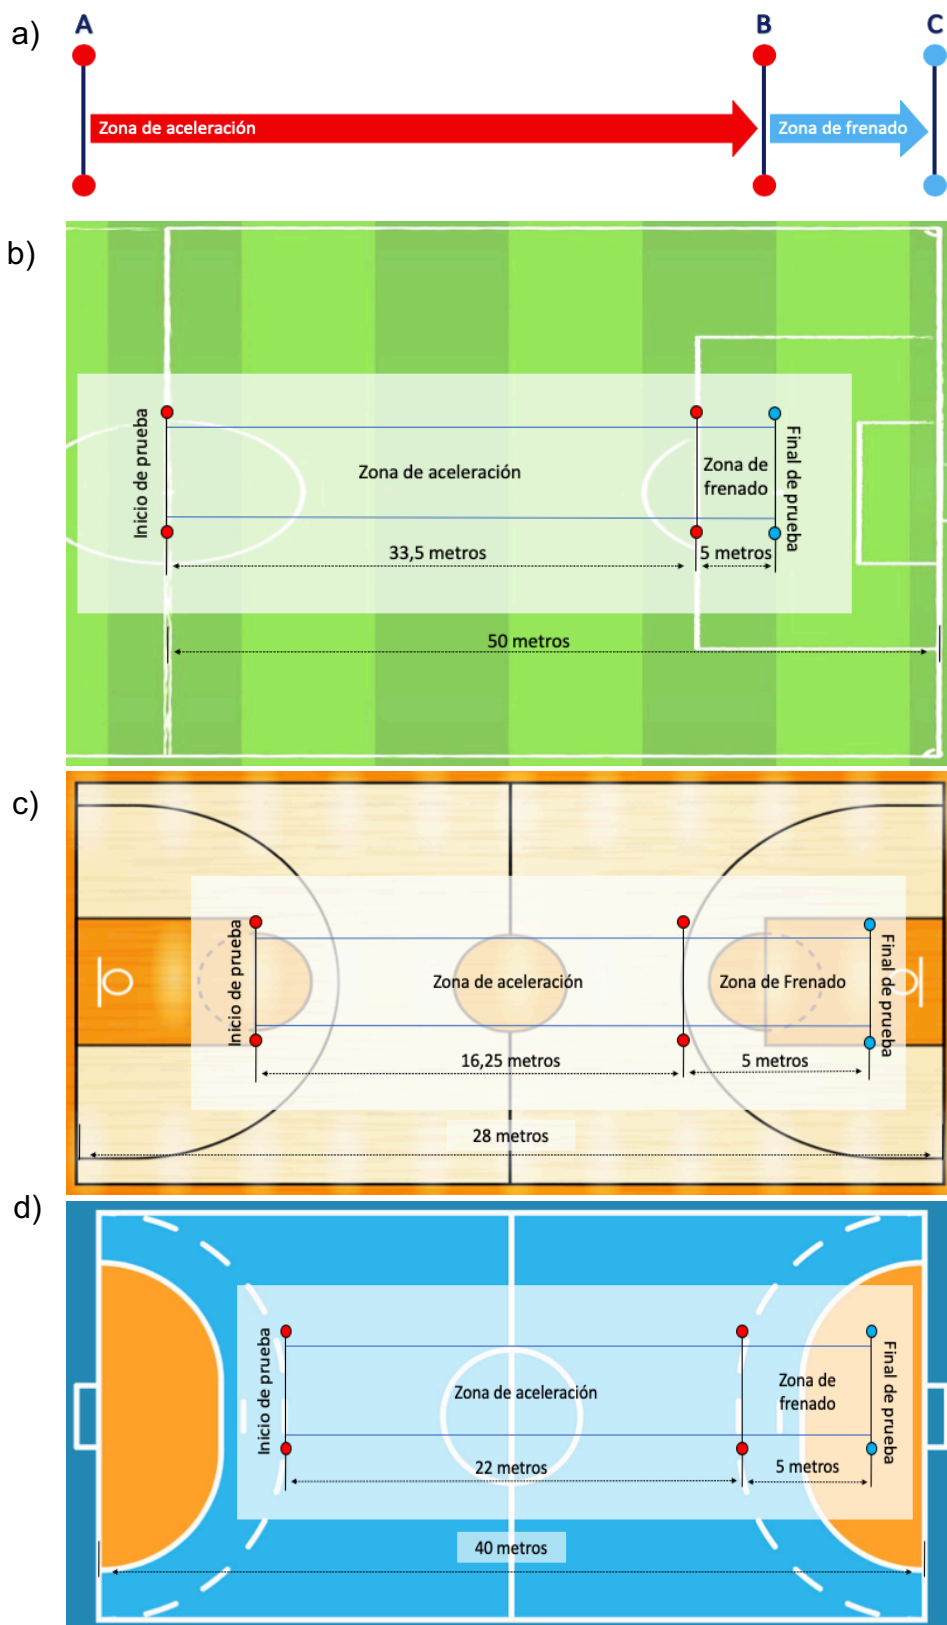 a)
A
B
C
Zona de aceleración
Zona de frenado
b)
Inicio de prueba
Zona de aceleración
Zona de
frenado
Final de prueba
33,5 metros
5 metros
50 metros
c)
Inicio de prueba
Zona de aceleración
Zona de Frenado
Final de prueba
16,25 metros
5 metros
28 metros
d)
Inicio de prueba
Zona de aceleración
Zona de
frenado
Final de prueba
22 metros
5 metros
40 metros